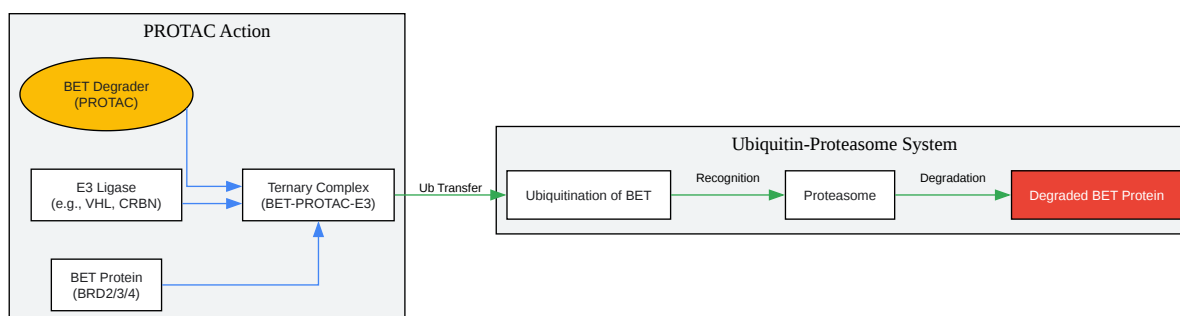 PROTAC Action
BET Degrader
(PROTAC)
E3 Ligase
(e.g., VHL, CRBN)
BET Protein
(BRD2/3/4)
Ternary Complex
(BET-PROTAC-E3)
Ub Transfer
Ubiquitin-Proteasome System
Ubiquitination of BET
Recognition
Proteasome
Degradation
Degraded BET Protein